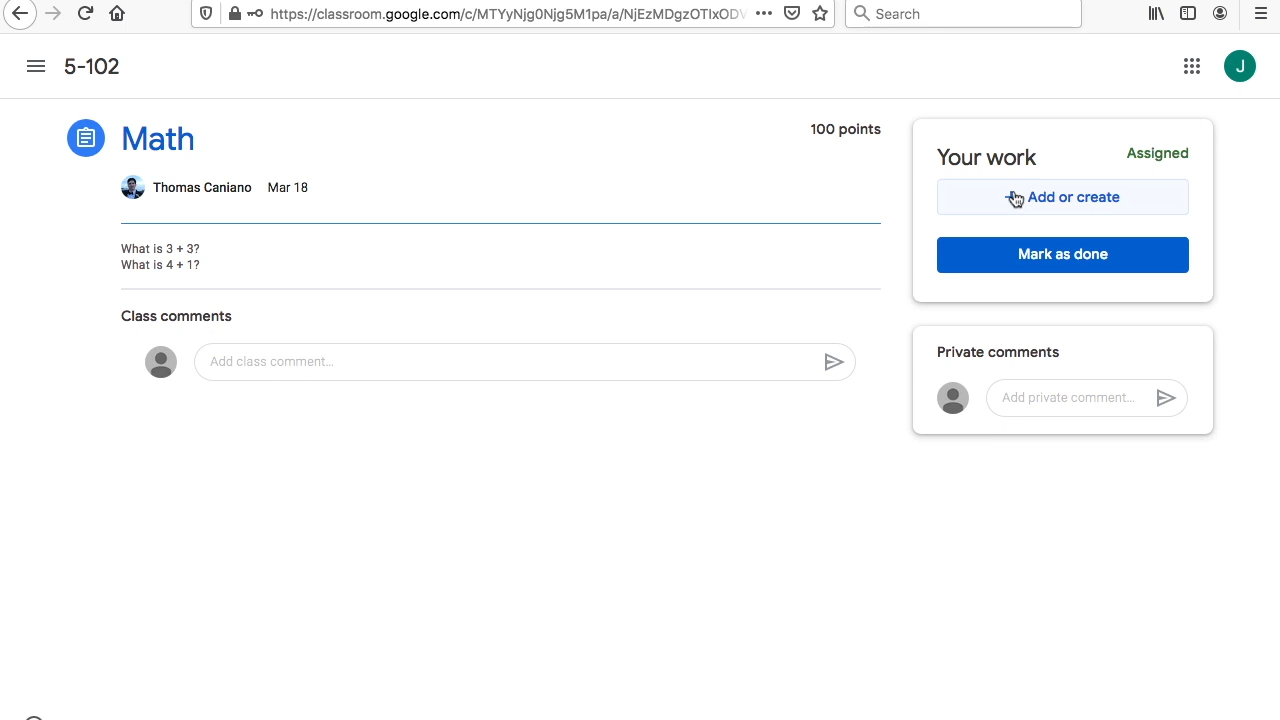 https://classroom.google.com/c/MTYyNjg0Njg5M1pa/a/NjEzMDgzOTIxODV
Search
5-102
J
Math
100 points
Thomas Caniano Mar 18
What is 3 + 3?
What is 4 + 1?
Class comments
Add class comment...
Your work
Assigned
Add or create
Mark as done
Private comments
Add private comment...